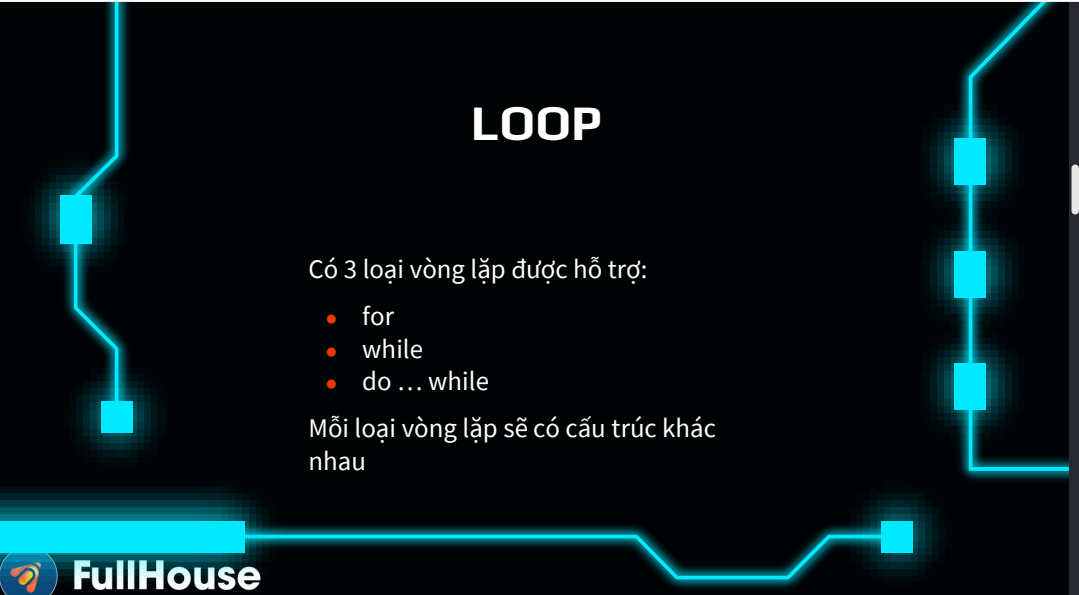 LOOP
Có 3 loại vòng lặp được hỗ trợ:
● for
● while
● do … while
Mỗi loại vòng lặp sẽ có cấu trúc khác
nhau
FullHouse